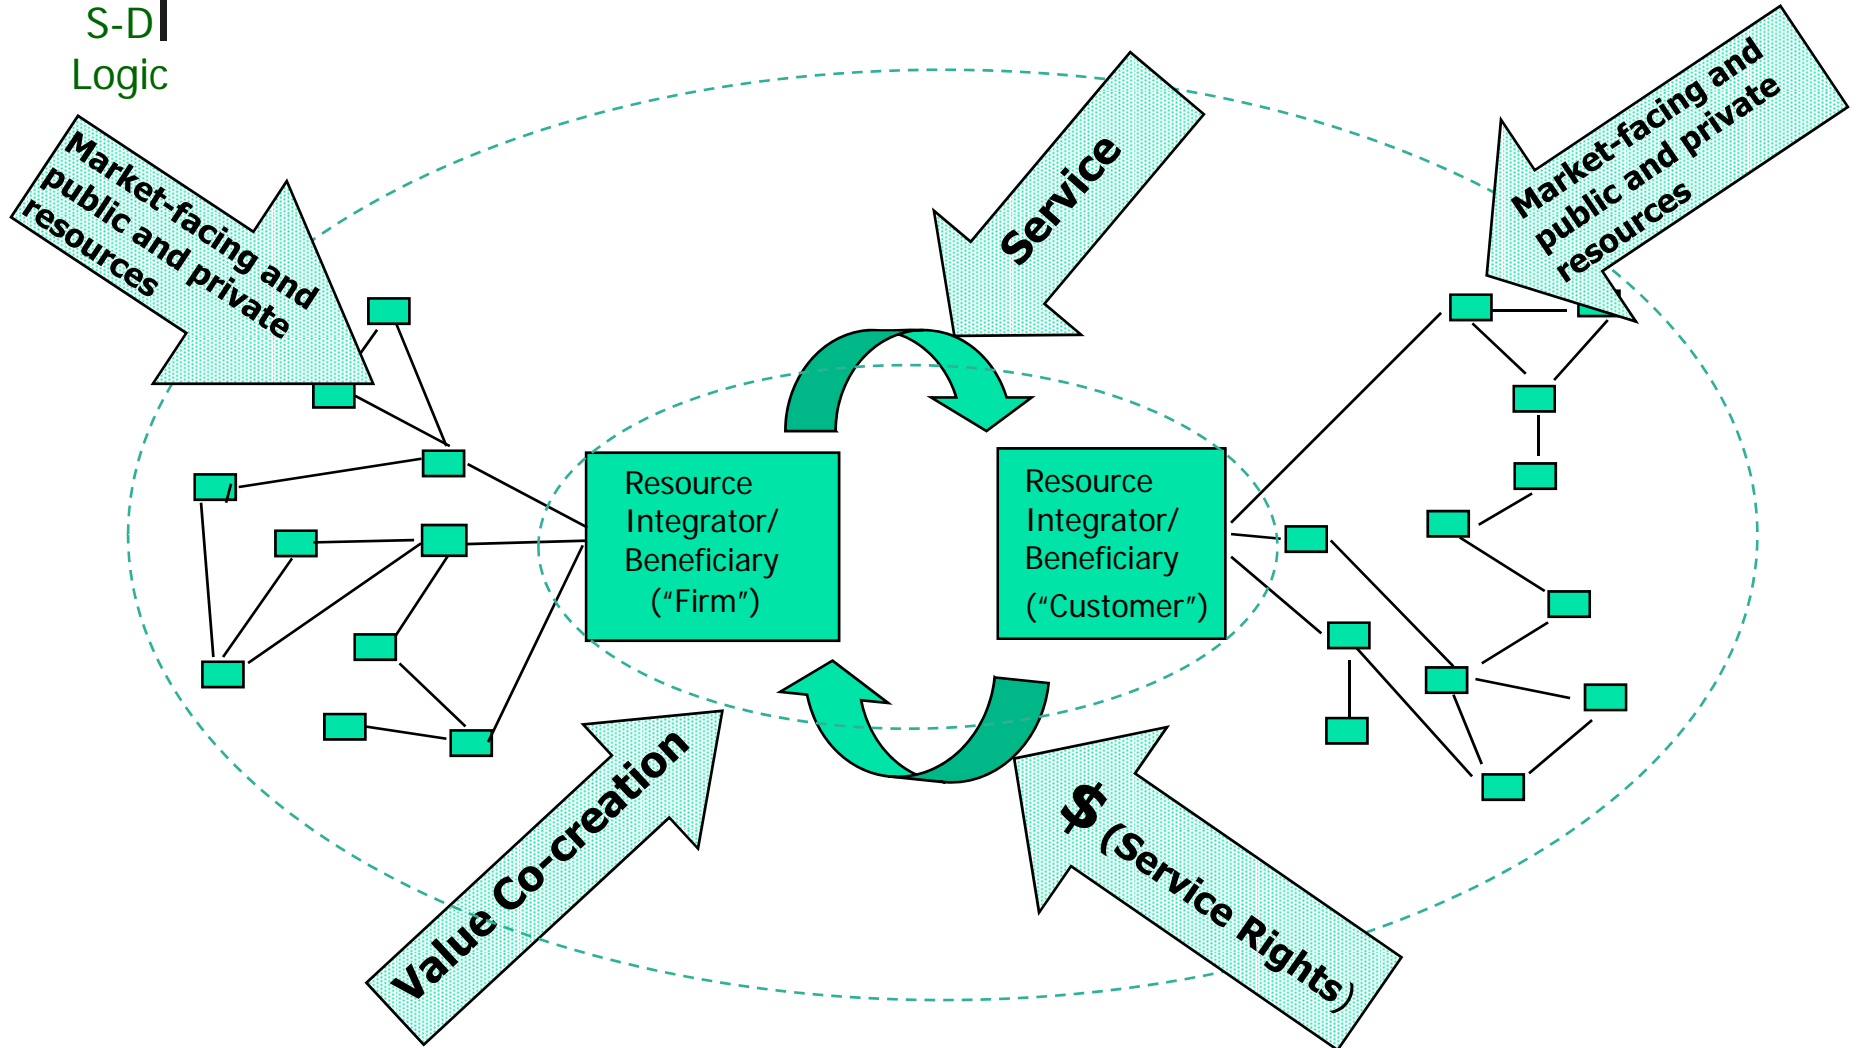 S-D
Logic
Market-facing and
public and private
resources
Service
Market-facing and
public and private
resources
Resource
Integrator/
Beneficiary
(“Firm”)
Resource
Integrator/
Beneficiary
(“Customer”)
Value Co-creation
$ (Service Rights)